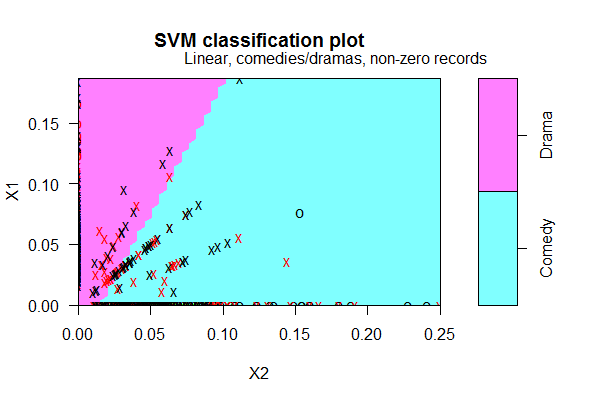 SVM classification plot
Linear, comedies/dramas, non-zero records
X1
0.15
0.10
0.05
0.00
0.00 0.05 0.10 0.15 0.20 0.25
X2
Drama
Comedy